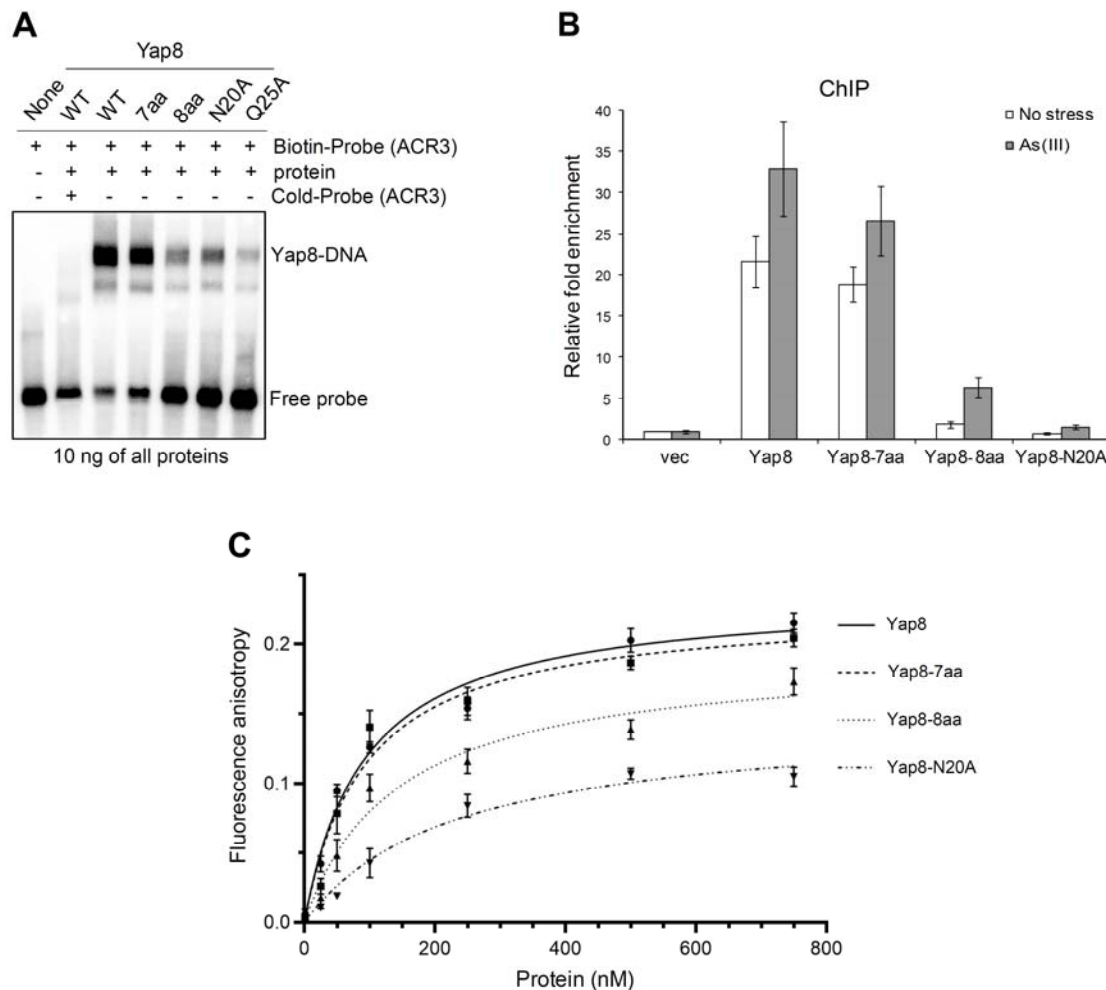 A
Yap8
None WT WT 7aa 8aa N20A Q25A
+ + + + + + + Biotin-Probe (ACR3)
- + + + + + + protein
- + - - - - - Cold-Probe (ACR3)
Yap8-DNA
Free probe
10 ng of all proteins
B
ChIP
No stress
As(III)
Relative fold enrichment
40
35
30
25
20
15
10
5
0
vec Yap8 Yap8-7aa Yap8-8aa Yap8-N20A
C
Fluorescence anisotropy
0.2
0.1
0.0
0 200 400 600 800
Protein (nM)
Yap8
Yap8-7aa
Yap8-8aa
Yap8-N20A